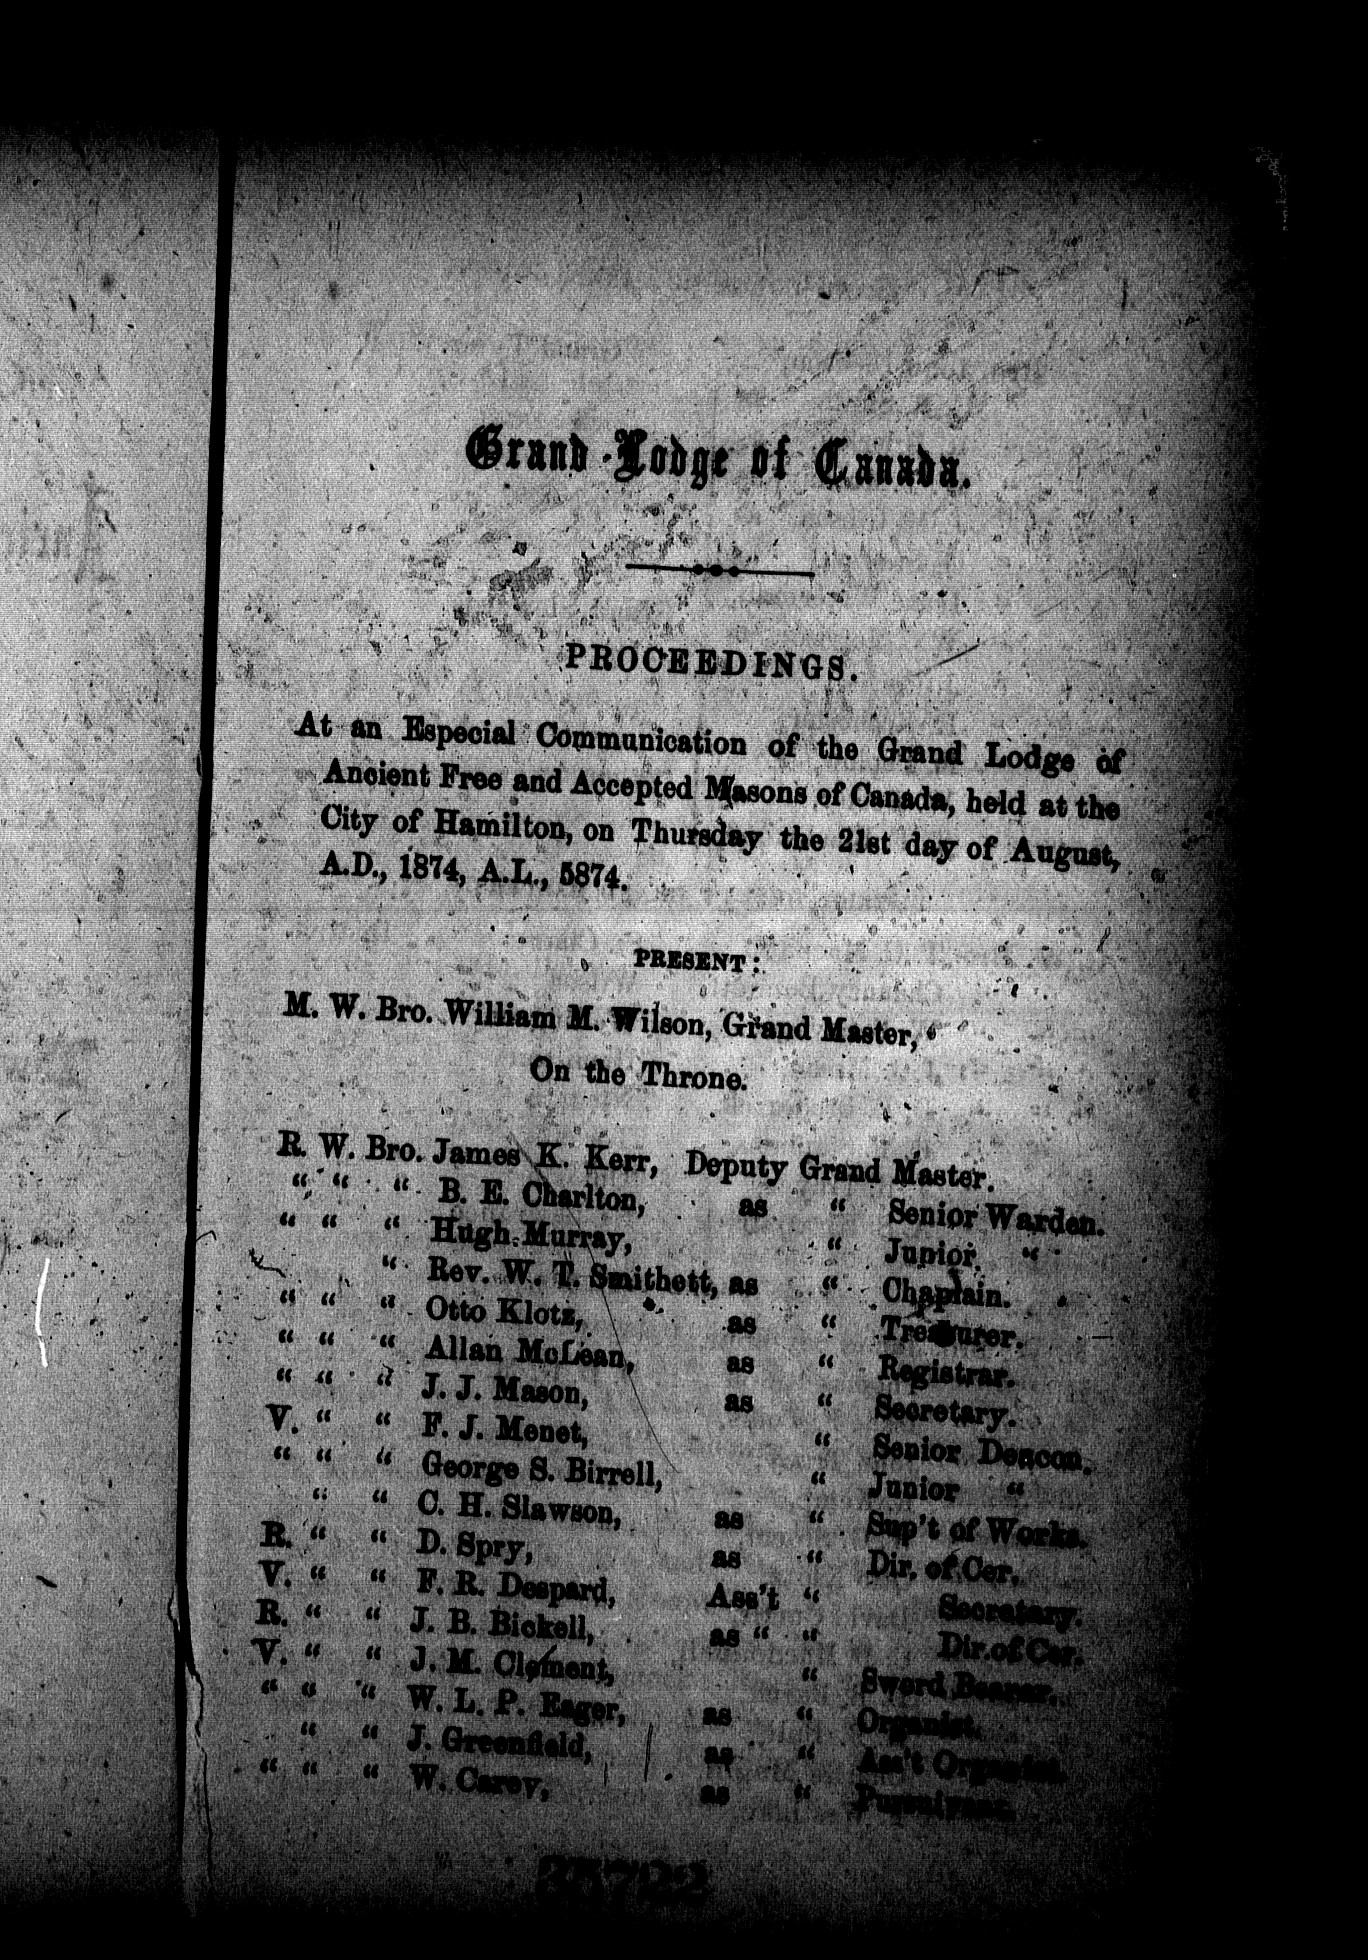 Grand Lodge of Canada.
PROCEEDINGS.
At an Especial Communication of the Grand Lodge of
Ancient Free and Accepted Masons of Canada, held at the
City of Hamilton, on Thursday the 21st day of August,
A.D., 1874, A.L., 5874.
PRESENT:
M. W. Bro. William M. Wilson, Grand Master,
On the Throne.
R. W. Bro. James K. Kerr, Deputy Grand Master.
“ “ “ B. E. Charlton, as “ Senior Warden.
“ “ “ Hugh Murray, “ Junior “
“ Rev. W. T. Smithett, as “ Chaplain.
“ “ “ Otto Klotz, as “ Treasurer.
“ “ “ Allan McLean, as “ Registrar.
“ “ “ J. J. Mason, as “ Secretary.
V. “ “ F. J. Menet, “ Senior Deacon.
“ “ “ George S. Birrell, “ Junior “
“ “ C. H. Slawson, as “ Sup't of Works.
R. “ “ D. Spry, as “ Dir. of Cer.
V. “ “ F. R. Despard, Ass't “ Secretary.
R. “ “ J. B. Bickell, as “ “ Dir. of Cer.
V. “ “ J. M. Clement, “ Sword Bearer.
“ “ “ W. L. P. Eager, as “ Organist.
“ “ J. Greenfield, as “ Ass't Organist.
“ “ “ W. Carey, as “ Pursuivant.
35722